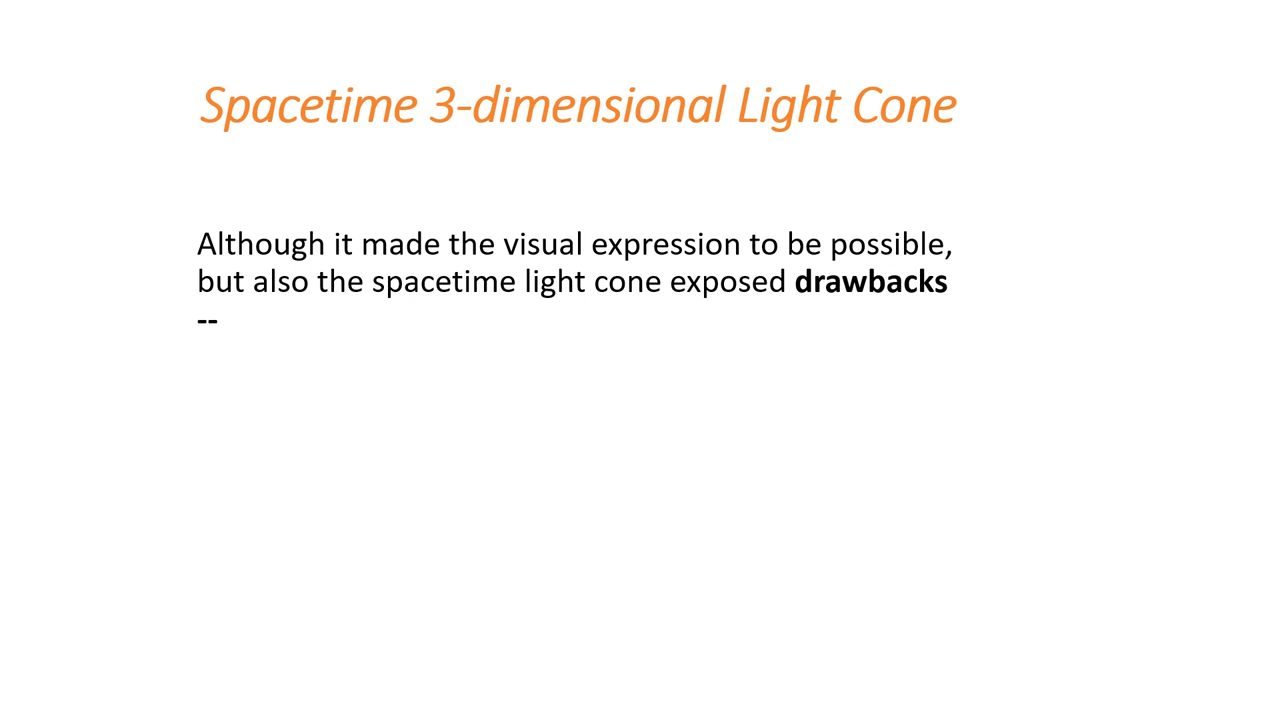 Spacetime 3-dimensional Light Cone
Although it made the visual expression to be possible,
but also the spacetime light cone exposed drawbacks
--